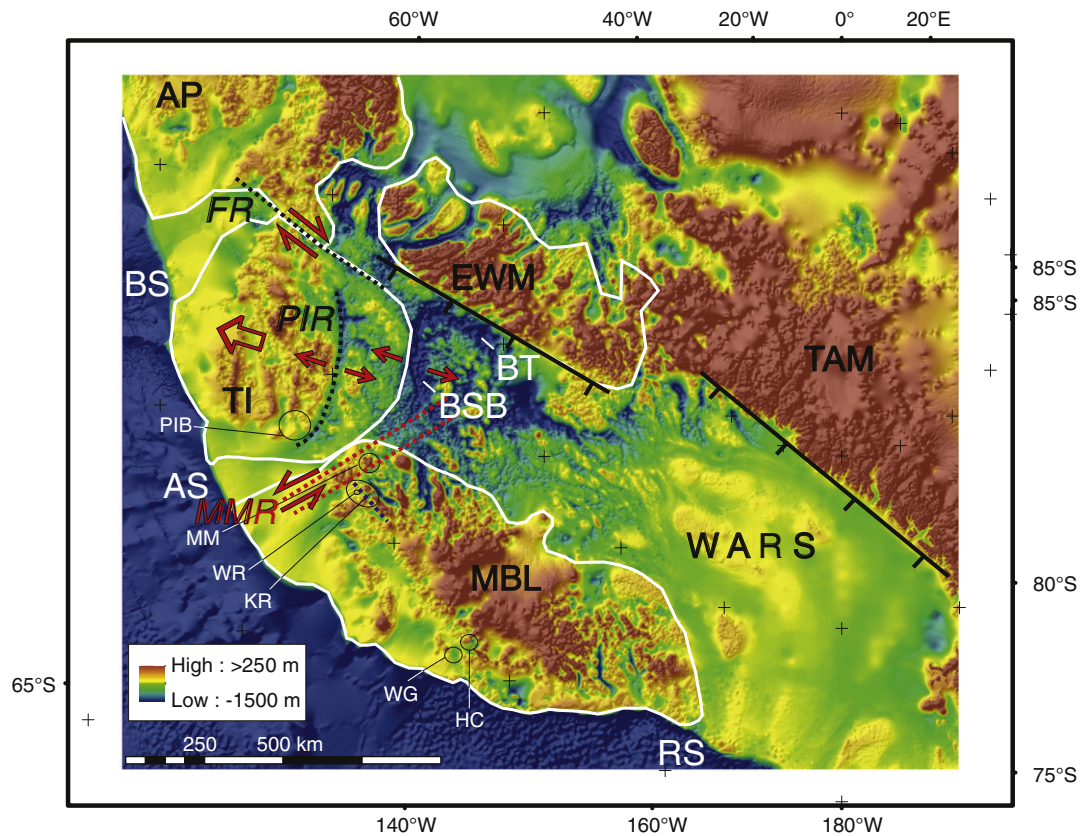 60°W 40°W 20°W 0° 20°E
AP
FR
BS
EWM
85°S
85°S
PIR
BT
TAM
TI
BSB
PIB
AS
MMR
MM
WARS
WR
MBL
KR
80°S
High : >250 m
Low : -1500 m
65°S
WG
HC
250 500 km
RS
75°S
140°W 160°W 180°W